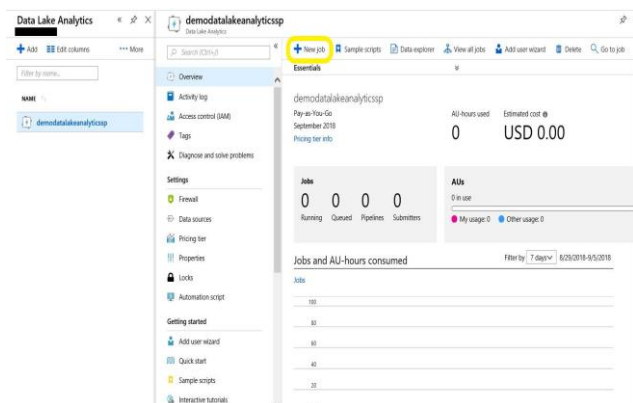 Data Lake Analytics
Add Edit columns More
Filter by name...
NAME
demodatalakeanalyticssp
demodatalakeanalyticssp
Data Lake Analytics
Search (Ctrl+/)
Overview
Activity log
Access control (IAM)
Tags
Diagnose and solve problems
Settings
Firewall
Data sources
Pricing tier
Properties
Locks
Automation script
Getting started
Add user wizard
Quick start
Sample scripts
Interactive tutorials
New job Sample scripts Data explorer View all jobs Add user wizard Delete Go to job
Essentials
demodatalakeanalyticssp
Pay-as-You-Go
September 2018
Pricing tier info
AU-hours used Estimated cost
0 USD 0.00
Jobs
0 0 0 0
Running Queued Pipelines Submitters
AUs
0 in use
My usage: 0 Other usage: 0
Jobs and AU-hours consumed
Filter by 7 days 8/29/2018-9/5/2018
Jobs
100
80
60
40
20